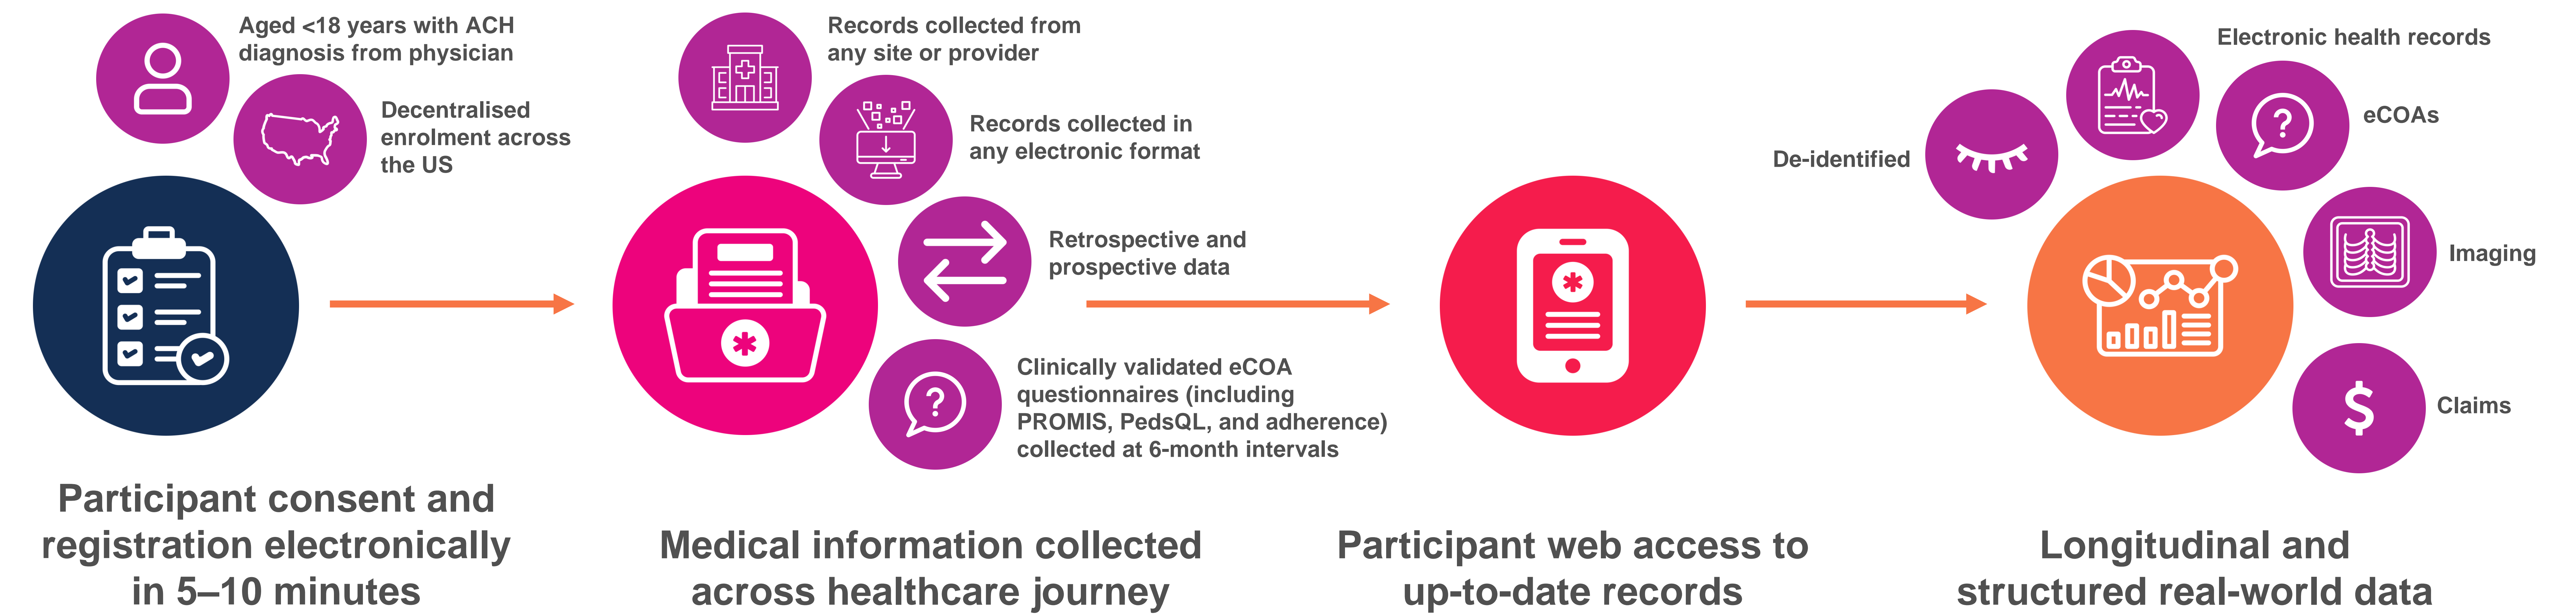 Aged <18 years with ACH
diagnosis from physician
Decentralised
enrolment across
the US
Participant consent and
registration electronically
in 5–10 minutes
Records collected from
any site or provider
Records collected in
any electronic format
Retrospective and
prospective data
Clinically validated eCOA
questionnaires (including
PROMIS, PedsQL, and adherence)
collected at 6-month intervals
Medical information collected
across healthcare journey
Participant web access to
up-to-date records
De-identified
Electronic health records
eCOAs
Imaging
Claims
Longitudinal and
structured real-world data